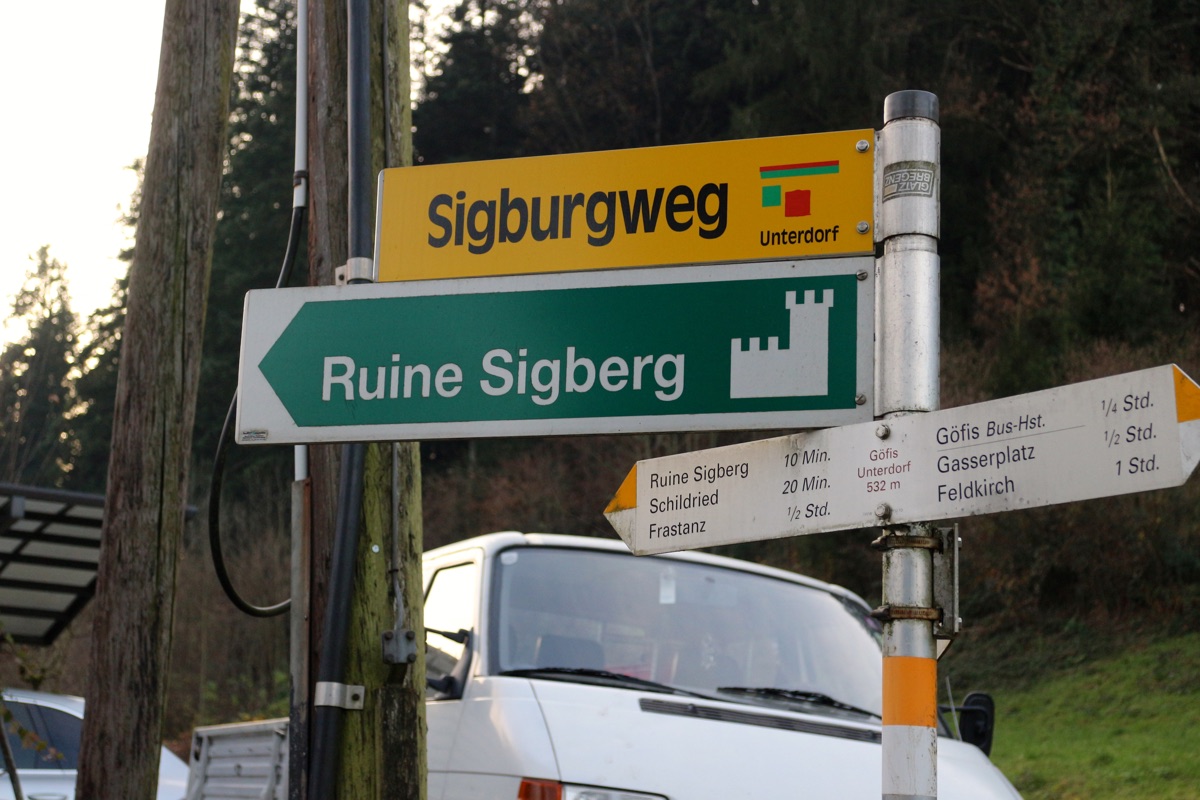 Sigburgweg
Unterdorf
GLATZ
BREGENZ
Ruine Sigberg
Ruine Sigberg 10 Min.
Schildried 20 Min.
Frastanz 1/2 Std.
Göfis
Unterdorf
532 m
Göfis Bus-Hst. 1/4 Std.
Gasserplatz 1/2 Std.
Feldkirch 1 Std.